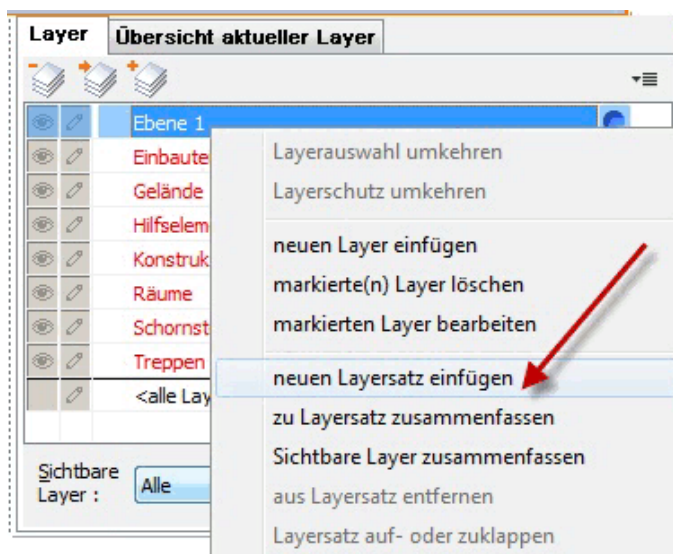 Layer Übersicht aktueller Layer
Ebene 1
Einbaute
Gelände
Hilfselem
Konstruk
Räume
Schornst
Treppen
<alle Lay
Sichtbare
Layer :
Alle
Layerauswahl umkehren
Layerschutz umkehren
neuen Layer einfügen
markierte(n) Layer löschen
markierten Layer bearbeiten
neuen Layersatz einfügen
zu Layersatz zusammenfassen
Sichtbare Layer zusammenfassen
aus Layersatz entfernen
Layersatz auf- oder zuklappen